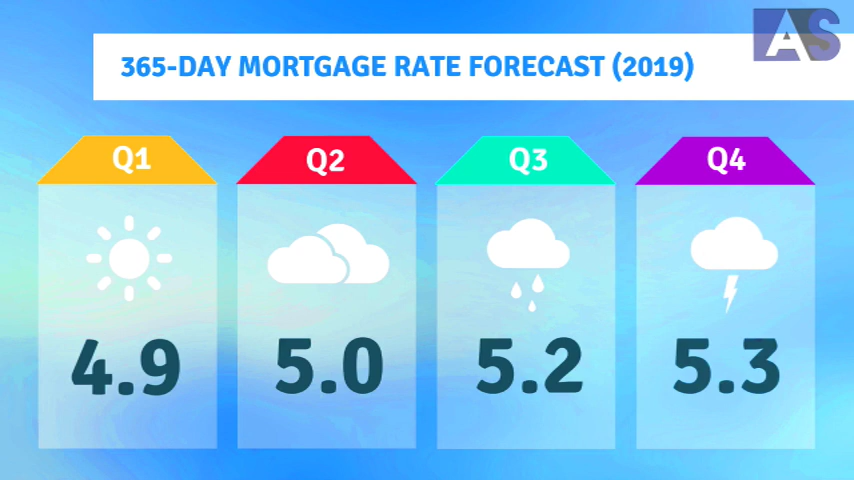 AS
365-DAY MORTGAGE RATE FORECAST (2019)
Q1
Q2
Q3
Q4
4.9
5.0
5.2
5.3